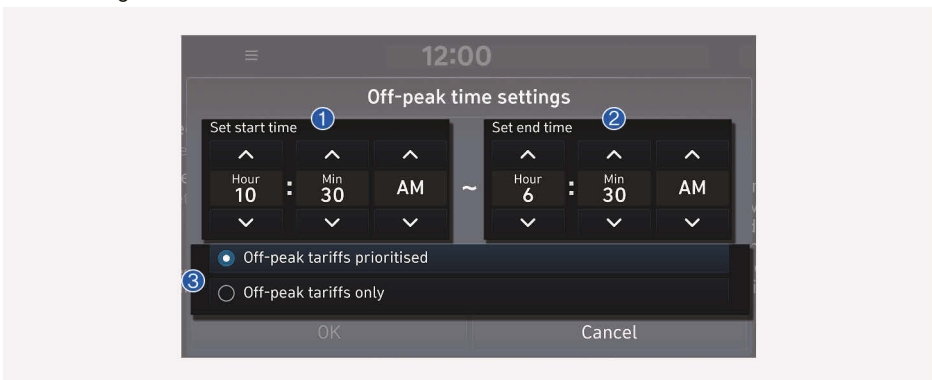 12:00
Off-peak time settings
Set start time 1
Set end time 2
Hour 10 : Min 30 AM ~ Hour 6 : Min 30 AM
3
Off-peak tariffs prioritised
Off-peak tariffs only
OK Cancel